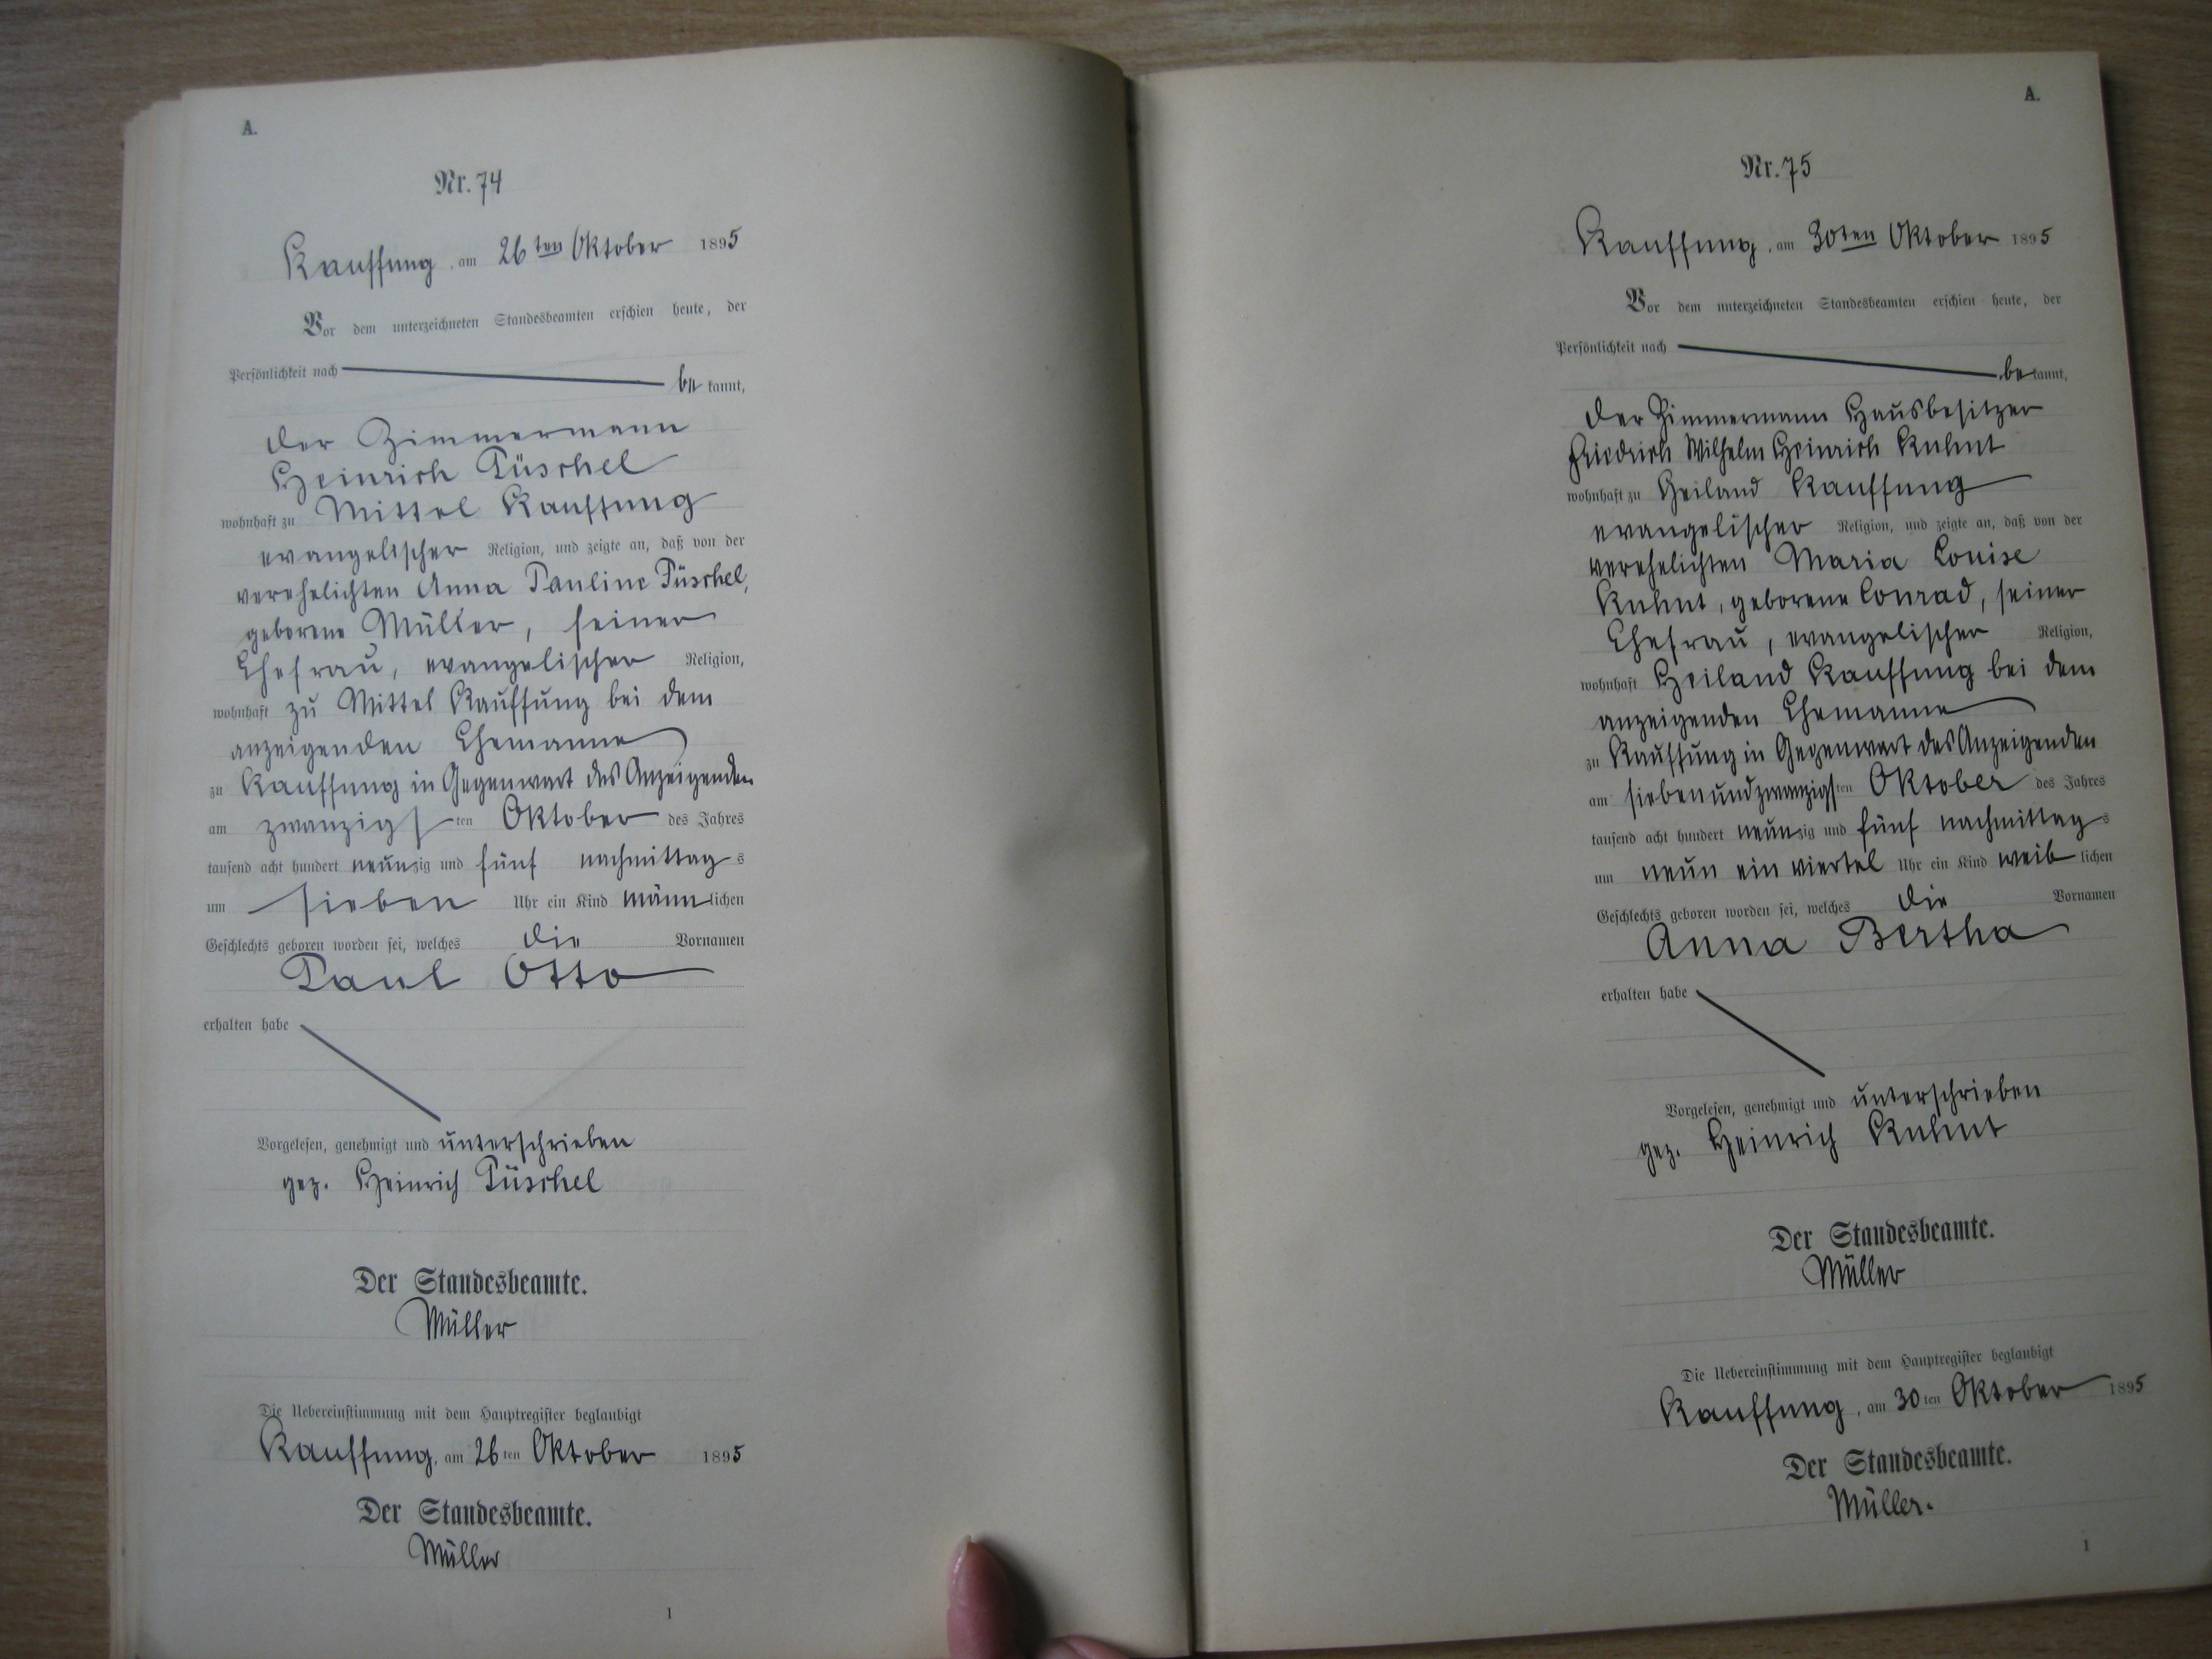 A.
Nr. 74
Kauffung, am 26ten Oktober 1895
Vor dem unterzeichneten Standesbeamten erschien heute, der
Persönlichkeit nach
be kannt,
der Zimmermann
Heinrich Püschel
wohnhaft zu Mittel Kauffung
evangelischer Religion, und zeigte an, daß von der
verehelichten Anna Pauline Püschel,
geborene Müller, seiner
Ehefrau, evangelischer Religion,
wohnhaft zu Mittel Kauffung bei dem
anzeigenden Ehemanne
zu Kauffung in Gegenwart des Anzeigenden
am zwanzigsten Oktober des Jahres
tausend acht hundert neunzig und fünf nachmittags
um sieben Uhr ein Kind männlichen
Geschlechts geboren worden sei, welches die Vornamen
Paul Otto
erhalten habe
Vorgelesen, genehmigt und unterschrieben
gez. Heinrich Püschel
Der Standesbeamte.
Müller
Die Uebereinstimmung mit dem Hauptregister beglaubigt
Kauffung, am 26ten Oktober 1895
Der Standesbeamte.
Müller
1
A.
Nr. 75
Kauffung, am 30ten Oktober 1895
Vor dem unterzeichneten Standesbeamten erschien heute, der
Persönlichkeit nach
be kannt,
der Zimmermann Hausbesitzer
Friedrich Wilhelm Heinrich Kuhnt
wohnhaft zu Heiland Kauffung
evangelischer Religion, und zeigte an, daß von der
verehelichten Maria Louise
Kuhnt, geborene Conrad, seiner
Ehefrau, evangelischer Religion,
wohnhaft Heiland Kauffung bei dem
anzeigenden Ehemanne
zu Kauffung in Gegenwart des Anzeigenden
am siebenundzwanzigsten Oktober des Jahres
tausend acht hundert neunzig und fünf nachmittags
um neun ein viertel Uhr ein Kind weiblichen
Geschlechts geboren worden sei, welches die Vornamen
Anna Bertha
erhalten habe
Vorgelesen, genehmigt und unterschrieben
gez. Heinrich Kuhnt
Der Standesbeamte.
Müller
Die Uebereinstimmung mit dem Hauptregister beglaubigt
Kauffung, am 30ten Oktober 1895
Der Standesbeamte.
Müller.
1